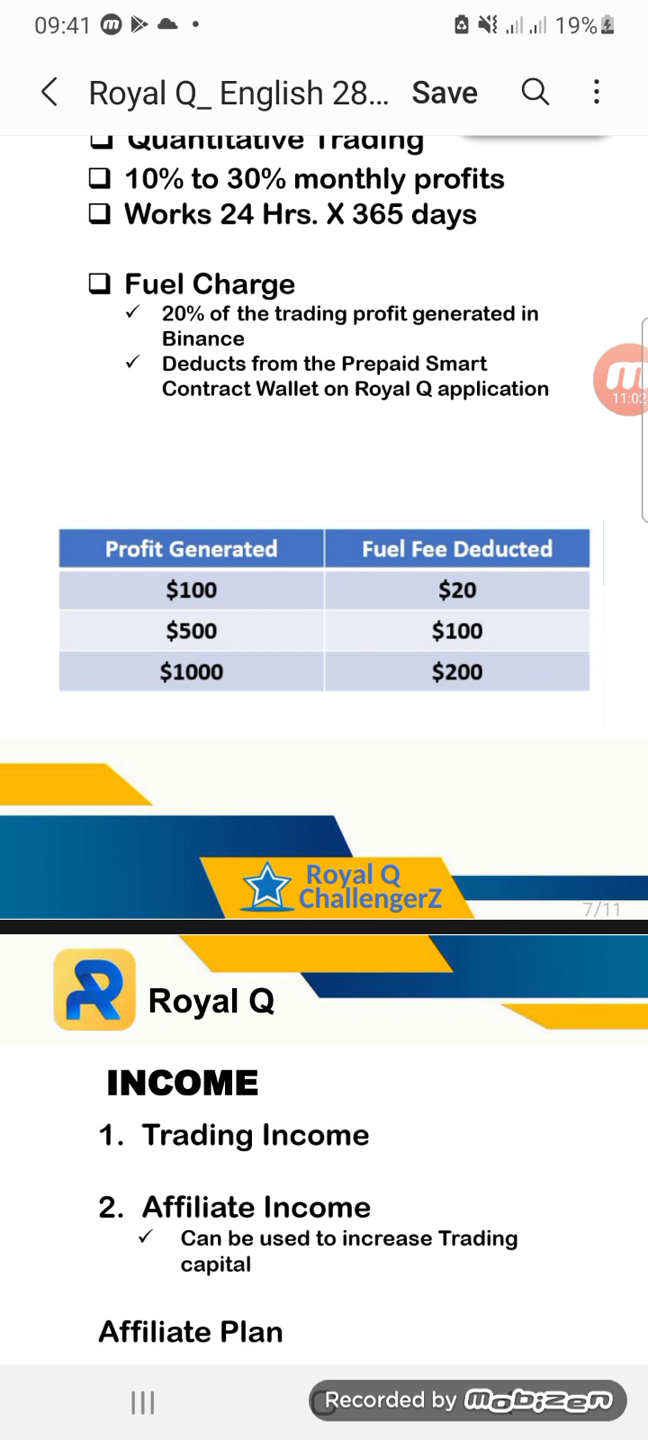 09:41
19%
Royal Q_ English 28... Save
Quantitative Trading
10% to 30% monthly profits
Works 24 Hrs. X 365 days
Fuel Charge
20% of the trading profit generated in
Binance
Deducts from the Prepaid Smart
Contract Wallet on Royal Q application
11:02
Profit Generated Fuel Fee Deducted
$100 $20
$500 $100
$1000 $200
Royal Q
ChallengerZ
7/11
Royal Q
INCOME
1. Trading Income
2. Affiliate Income
Can be used to increase Trading
capital
Affiliate Plan
Recorded by mobizen